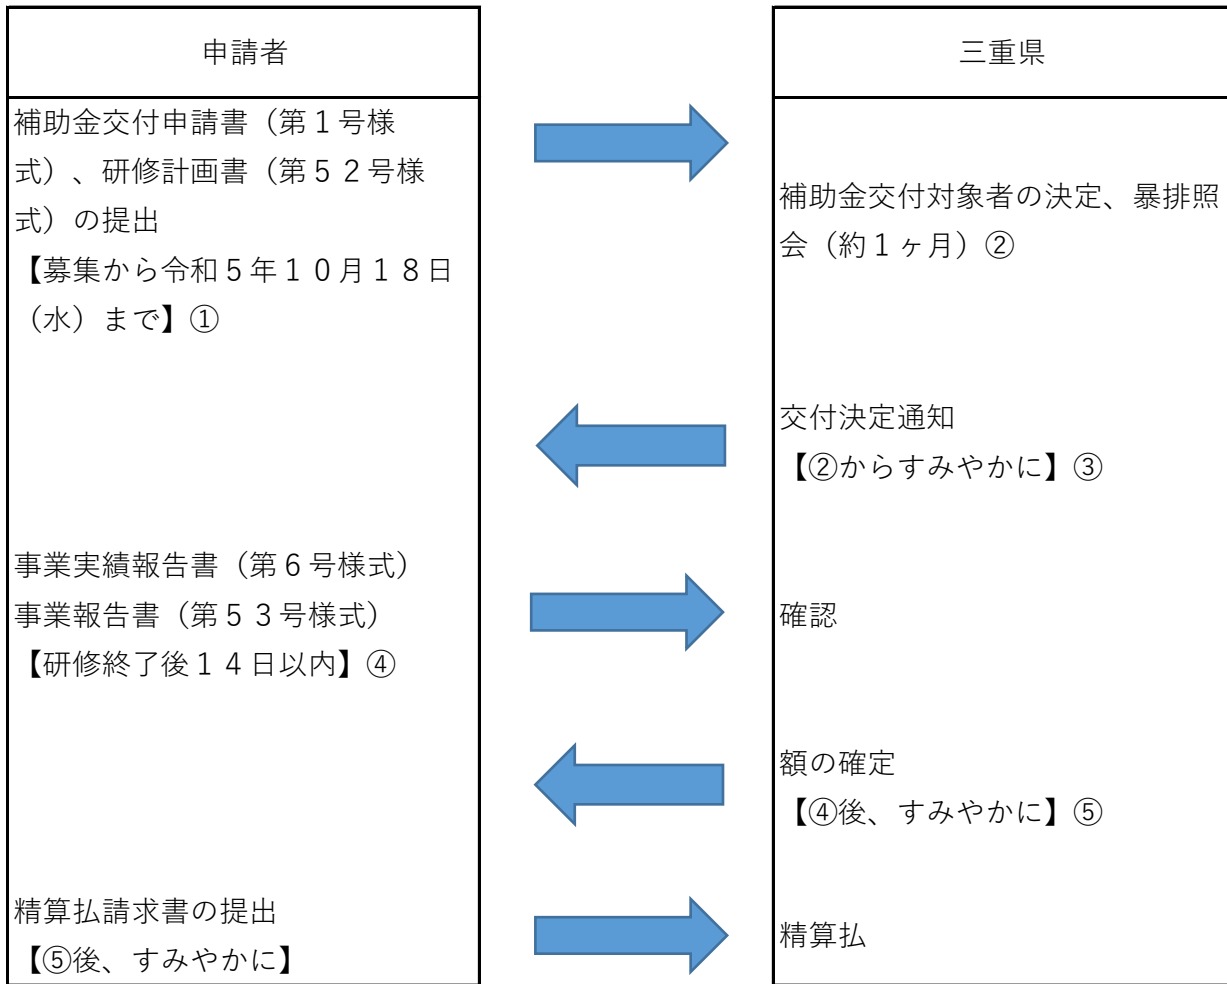 申請者
三重県
補助金交付申請書（第１号様
式）、研修計画書（第５２号様
式）の提出
【募集から令和５年１０月１８日
（水）まで】①
補助金交付対象者の決定、暴排照
会（約１ヶ月）②
交付決定通知
【②からすみやかに】③
事業実績報告書（第６号様式）
事業報告書（第５３号様式）
【研修終了後１４日以内】④
確認
額の確定
【④後、すみやかに】⑤
精算払請求書の提出
【⑤後、すみやかに】
精算払